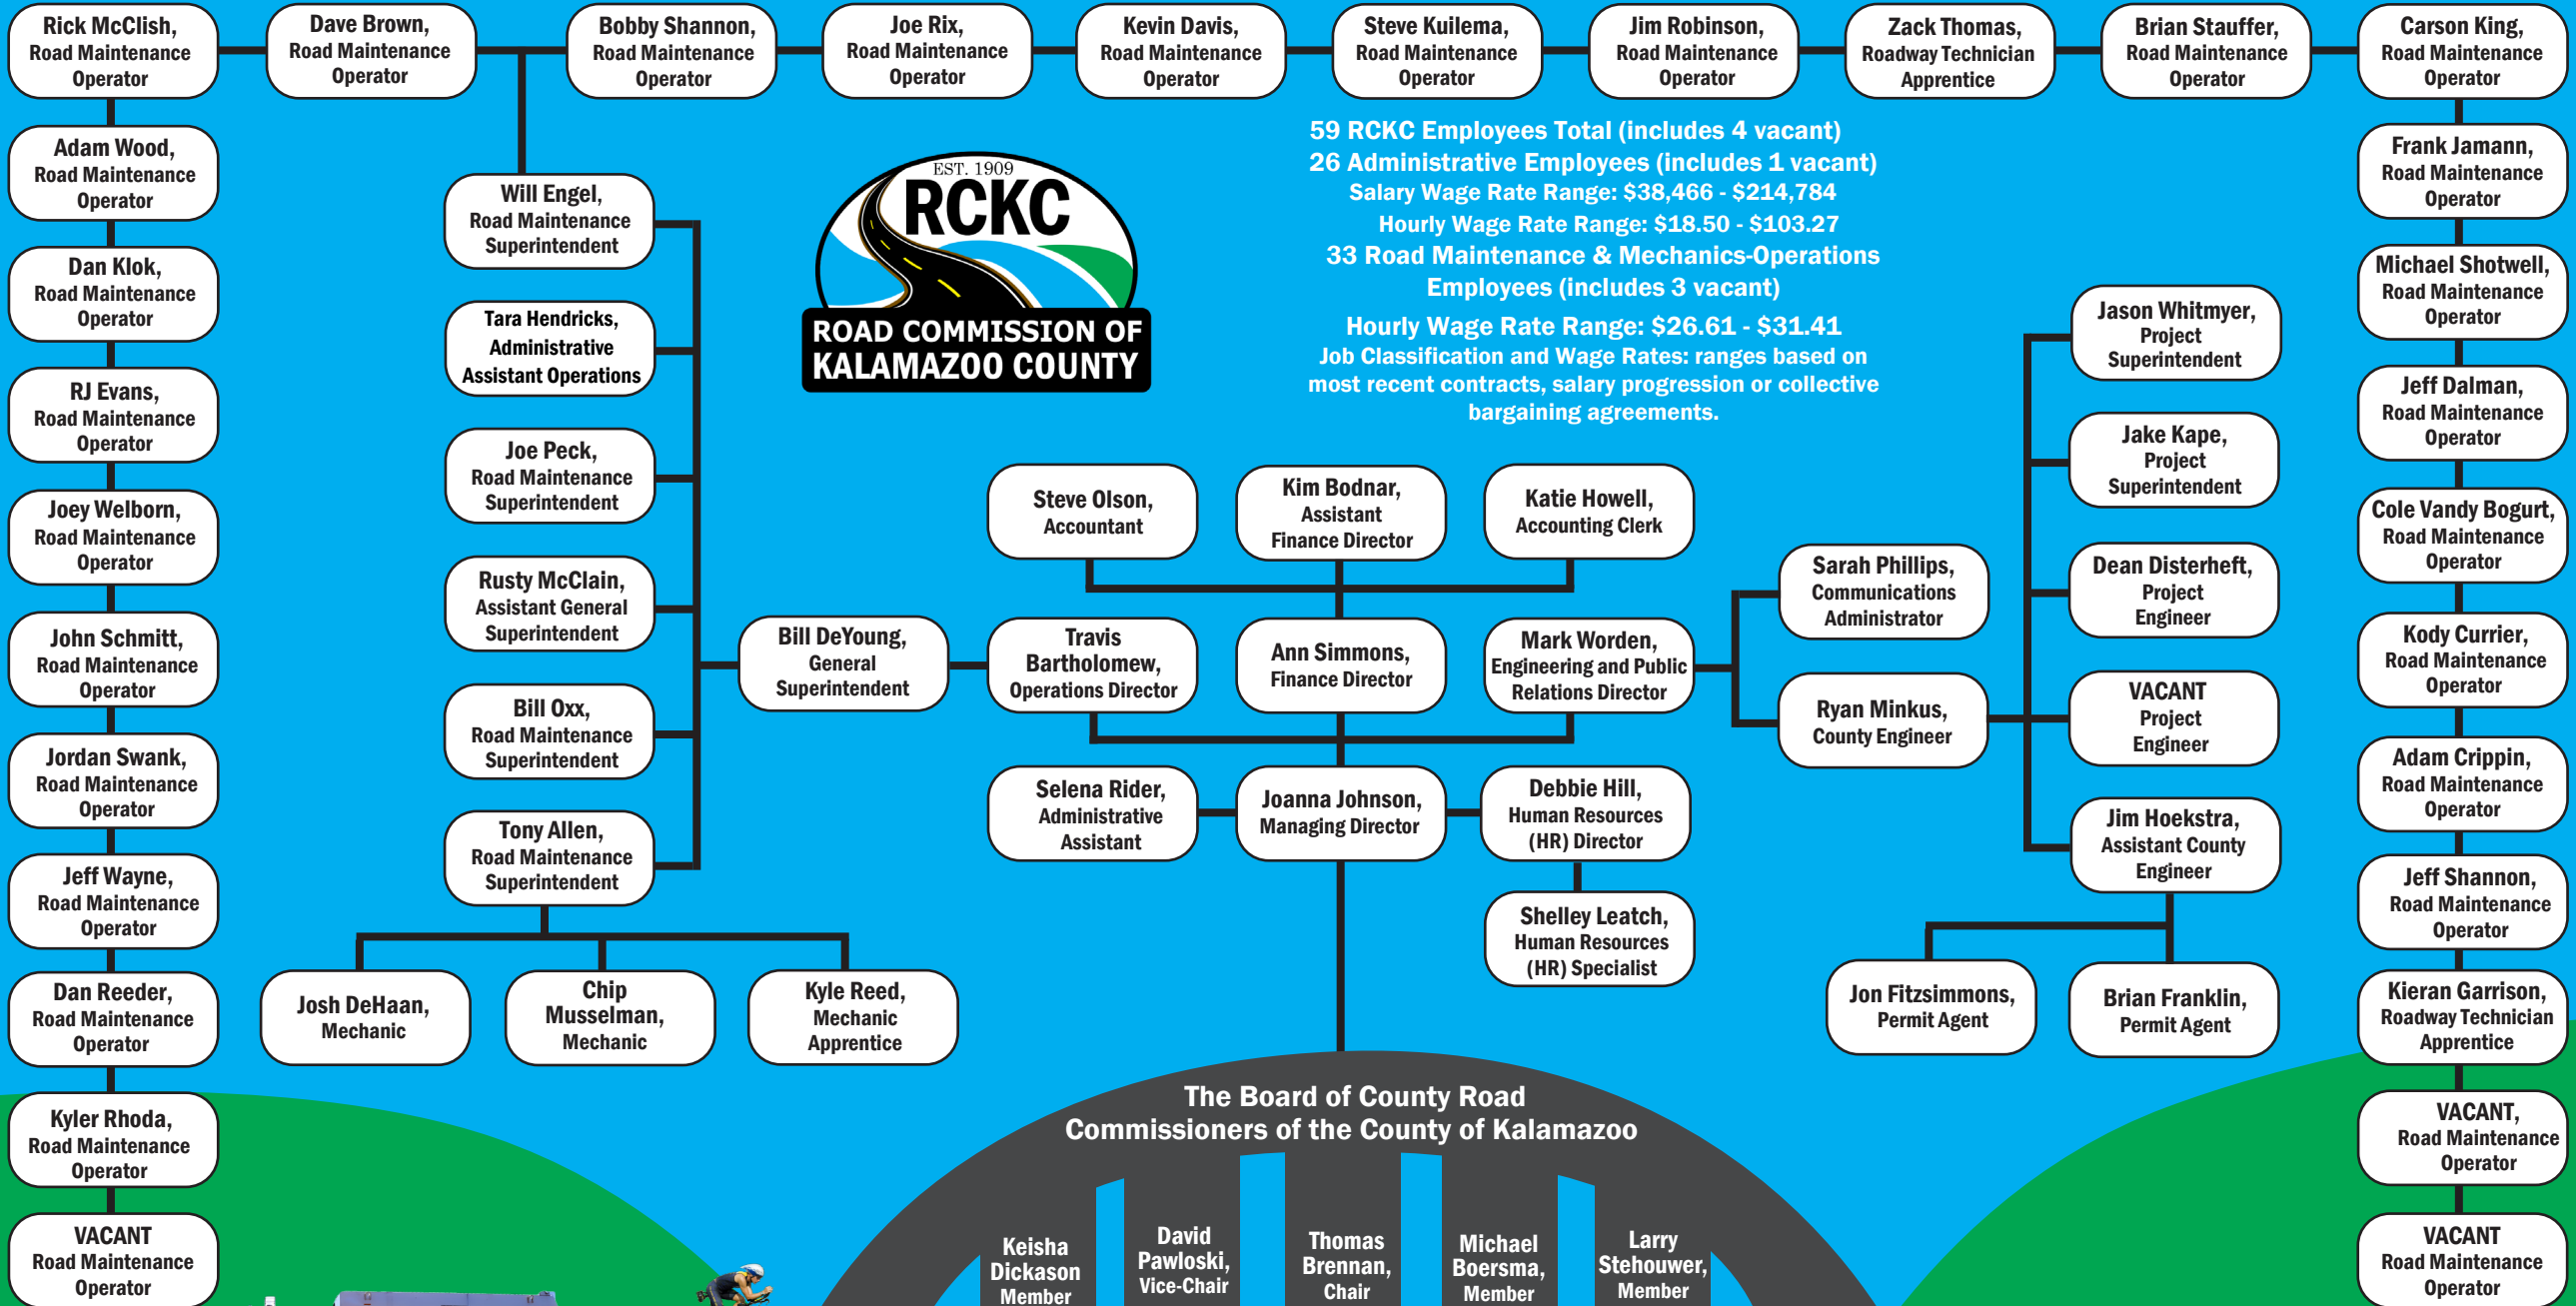 Rick McClish,
Road Maintenance
Operator
Dave Brown,
Road Maintenance
Operator
Bobby Shannon,
Road Maintenance
Operator
Joe Rix,
Road Maintenance
Operator
Kevin Davis,
Road Maintenance
Operator
Steve Kuilema,
Road Maintenance
Operator
Jim Robinson,
Road Maintenance
Operator
Zack Thomas,
Roadway Technician
Apprentice
Brian Stauffer,
Road Maintenance
Operator
Carson King,
Road Maintenance
Operator
Adam Wood,
Road Maintenance
Operator
Dan Klok,
Road Maintenance
Operator
RJ Evans,
Road Maintenance
Operator
Joey Welborn,
Road Maintenance
Operator
John Schmitt,
Road Maintenance
Operator
Jordan Swank,
Road Maintenance
Operator
Jeff Wayne,
Road Maintenance
Operator
Dan Reeder,
Road Maintenance
Operator
Kyler Rhoda,
Road Maintenance
Operator
VACANT
Road Maintenance
Operator
Will Engel,
Road Maintenance
Superintendent
Tara Hendricks,
Administrative
Assistant Operations
Joe Peck,
Road Maintenance
Superintendent
Rusty McClain,
Assistant General
Superintendent
Bill Oxx,
Road Maintenance
Superintendent
Tony Allen,
Road Maintenance
Superintendent
Josh DeHaan,
Mechanic
Chip
Musselman,
Mechanic
Kyle Reed,
Mechanic
Apprentice
Bill DeYoung,
General
Superintendent
EST. 1909
RCKC
ROAD COMMISSION OF
KALAMAZOO COUNTY
59 RCKC Employees Total (includes 4 vacant)
26 Administrative Employees (includes 1 vacant)
Salary Wage Rate Range: $38,466 - $214,784
Hourly Wage Rate Range: $18.50 - $103.27
33 Road Maintenance & Mechanics-Operations
Employees (includes 3 vacant)
Hourly Wage Rate Range: $26.61 - $31.41
Job Classification and Wage Rates: ranges based on
most recent contracts, salary progression or collective
bargaining agreements.
Steve Olson,
Accountant
Kim Bodnar,
Assistant
Finance Director
Katie Howell,
Accounting Clerk
Travis
Bartholomew,
Operations Director
Ann Simmons,
Finance Director
Mark Worden,
Engineering and Public
Relations Director
Selena Rider,
Administrative
Assistant
Joanna Johnson,
Managing Director
Debbie Hill,
Human Resources
(HR) Director
Shelley Leatch,
Human Resources
(HR) Specialist
Sarah Phillips,
Communications
Administrator
Ryan Minkus,
County Engineer
Jason Whitmyer,
Project
Superintendent
Jake Kape,
Project
Superintendent
Dean Disterheft,
Project
Engineer
VACANT
Project
Engineer
Jim Hoekstra,
Assistant County
Engineer
Jon Fitzsimmons,
Permit Agent
Brian Franklin,
Permit Agent
Frank Jamann,
Road Maintenance
Operator
Michael Shotwell,
Road Maintenance
Operator
Jeff Dalman,
Road Maintenance
Operator
Cole Vandy Bogurt,
Road Maintenance
Operator
Kody Currier,
Road Maintenance
Operator
Adam Crippin,
Road Maintenance
Operator
Jeff Shannon,
Road Maintenance
Operator
Kieran Garrison,
Roadway Technician
Apprentice
VACANT,
Road Maintenance
Operator
VACANT
Road Maintenance
Operator
The Board of County Road
Commissioners of the County of Kalamazoo
Keisha
Dickason
Member
David
Pawloski,
Vice-Chair
Thomas
Brennan,
Chair
Michael
Boersma,
Member
Larry
Stehouwer,
Member